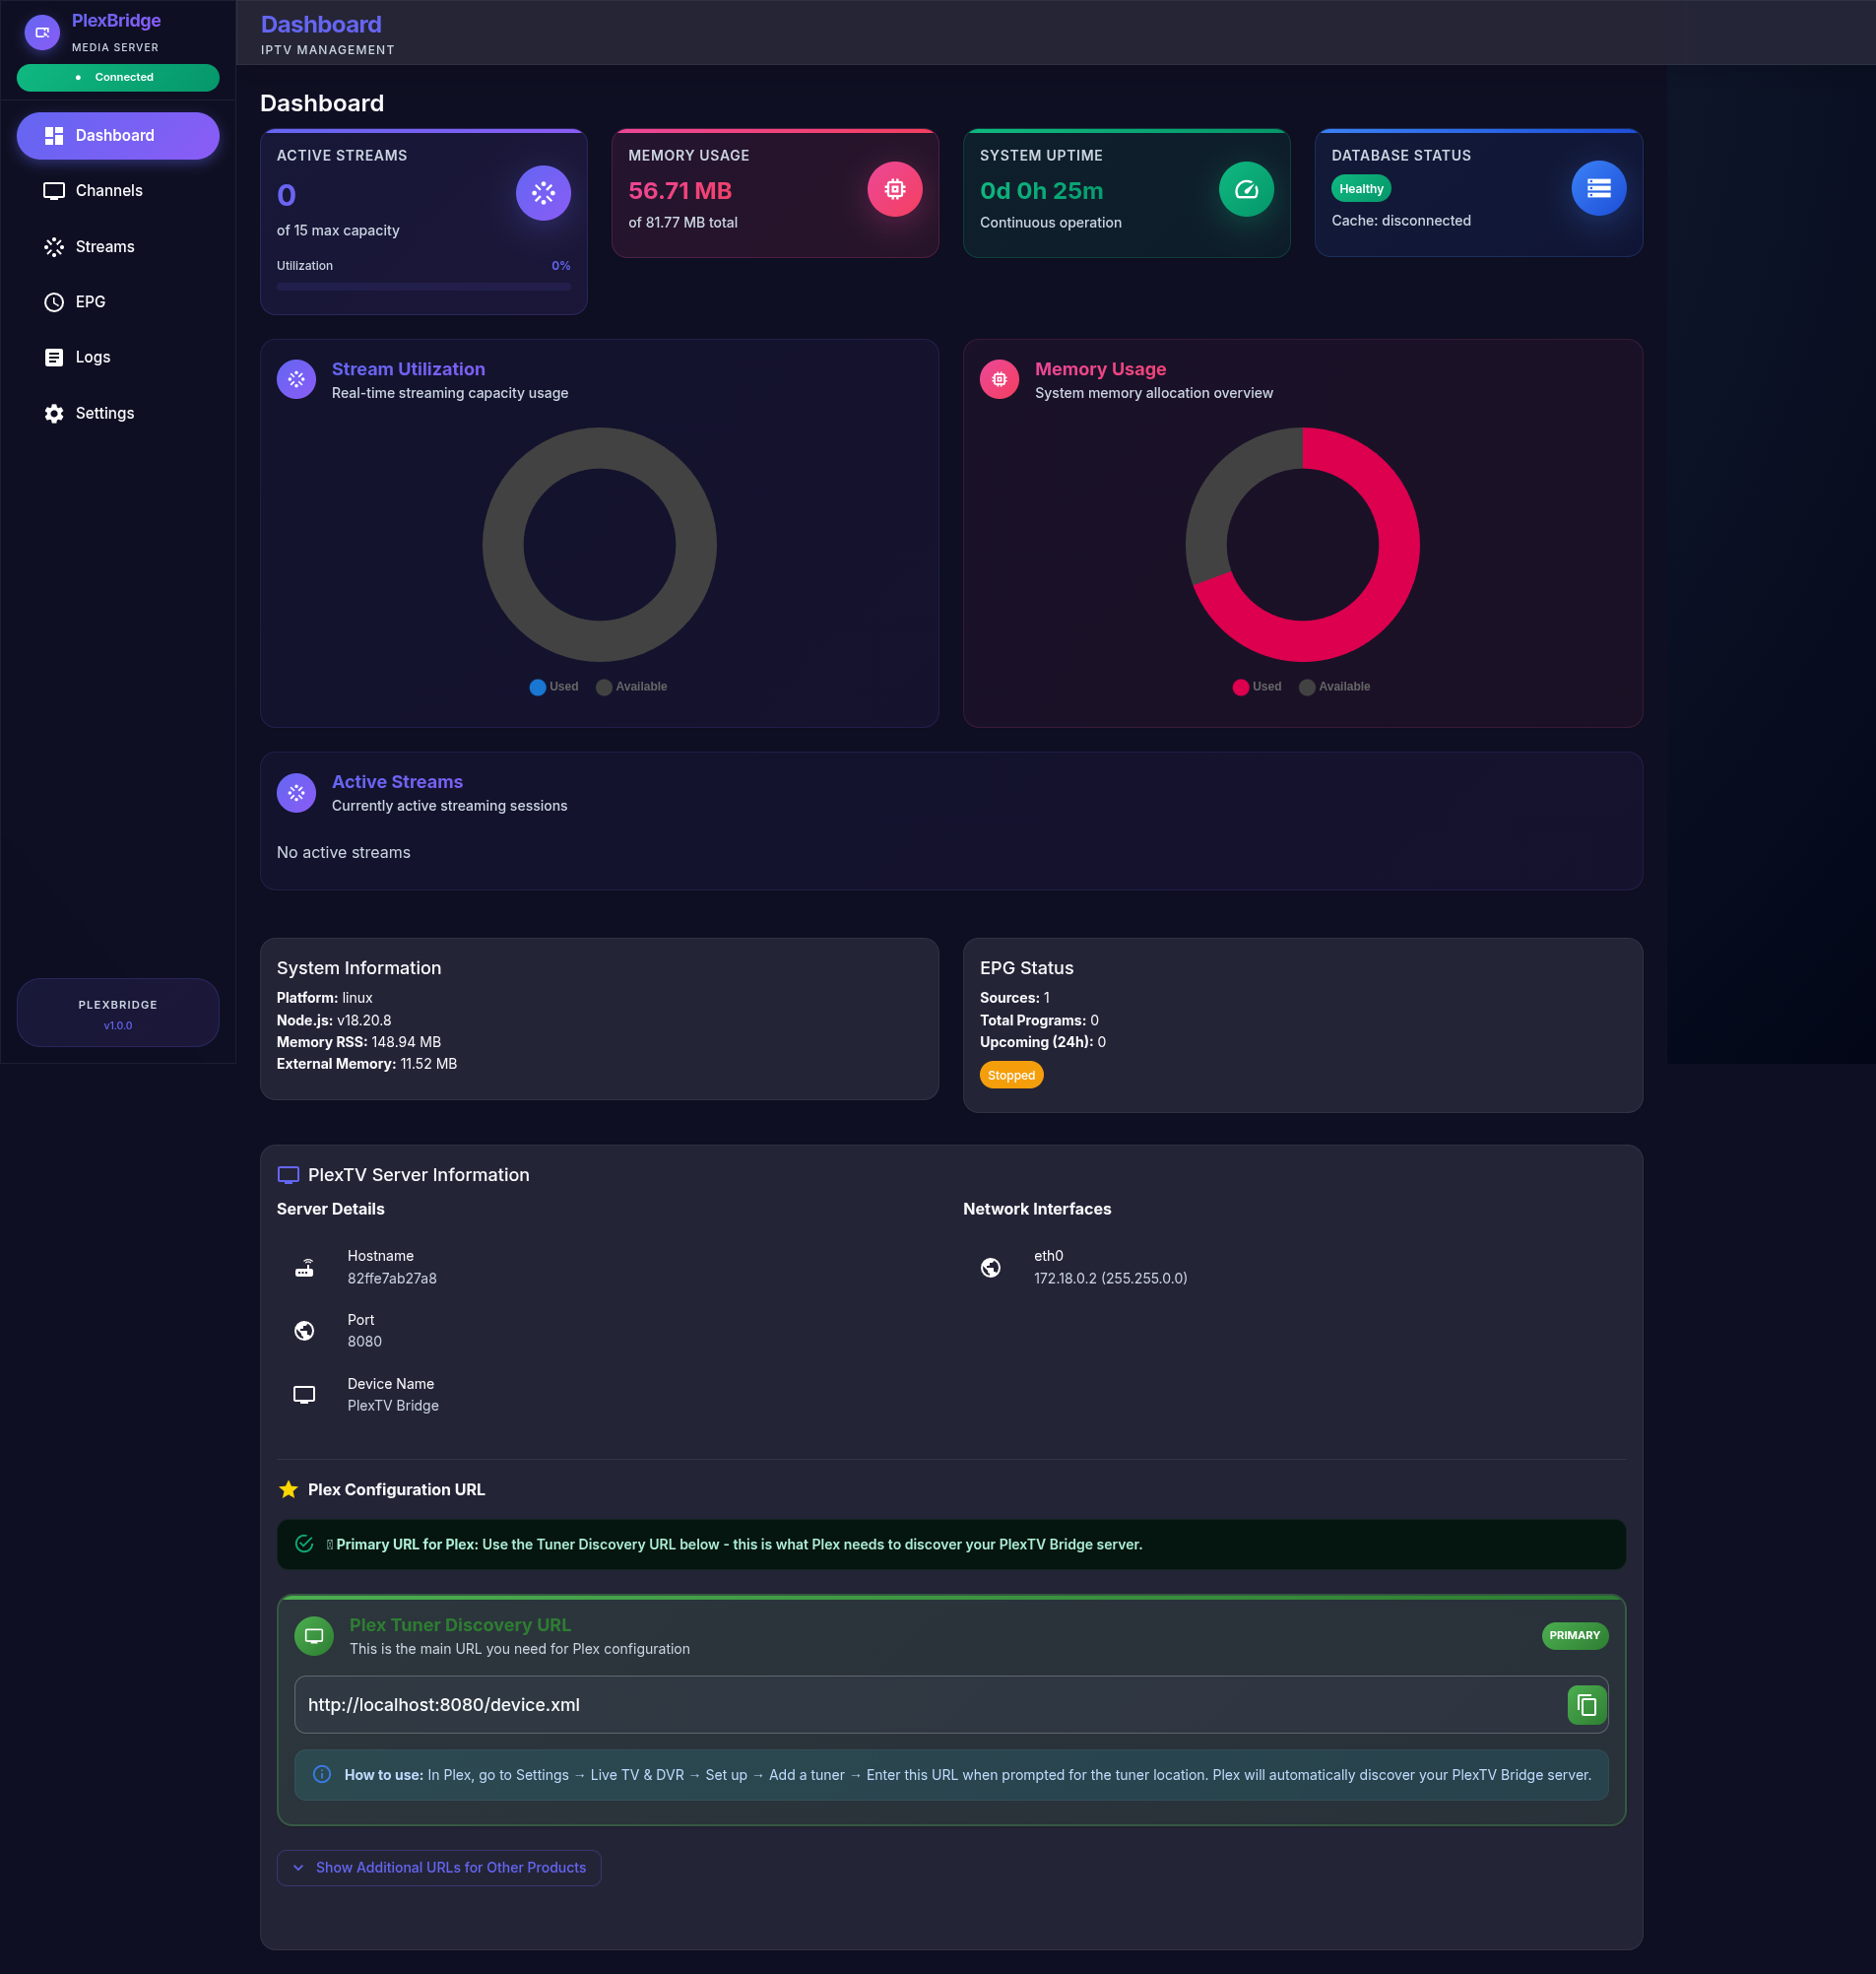 PlexBridge
MEDIA SERVER
Connected
Dashboard
Channels
Streams
EPG
Logs
Settings
PLEXBRIDGE
v1.0.0
Dashboard
IPTV MANAGEMENT
Dashboard
ACTIVE STREAMS
0
of 15 max capacity
Utilization 0%
MEMORY USAGE
56.71 MB
of 81.77 MB total
SYSTEM UPTIME
0d 0h 25m
Continuous operation
DATABASE STATUS
Healthy
Cache: disconnected
Stream Utilization
Real-time streaming capacity usage
Used Available
Memory Usage
System memory allocation overview
Used Available
Active Streams
Currently active streaming sessions
No active streams
System Information
Platform: linux
Node.js: v18.20.8
Memory RSS: 148.94 MB
External Memory: 11.52 MB
EPG Status
Sources: 1
Total Programs: 0
Upcoming (24h): 0
Stopped
PlexTV Server Information
Server Details
Hostname
82ffe7ab27a8
Port
8080
Device Name
PlexTV Bridge
Network Interfaces
eth0
172.18.0.2 (255.255.0.0)
Plex Configuration URL
Primary URL for Plex: Use the Tuner Discovery URL below - this is what Plex needs to discover your PlexTV Bridge server.
Plex Tuner Discovery URL
This is the main URL you need for Plex configuration
PRIMARY
http://localhost:8080/device.xml
How to use: In Plex, go to Settings → Live TV & DVR → Set up → Add a tuner → Enter this URL when prompted for the tuner location. Plex will automatically discover your PlexTV Bridge server.
Show Additional URLs for Other Products